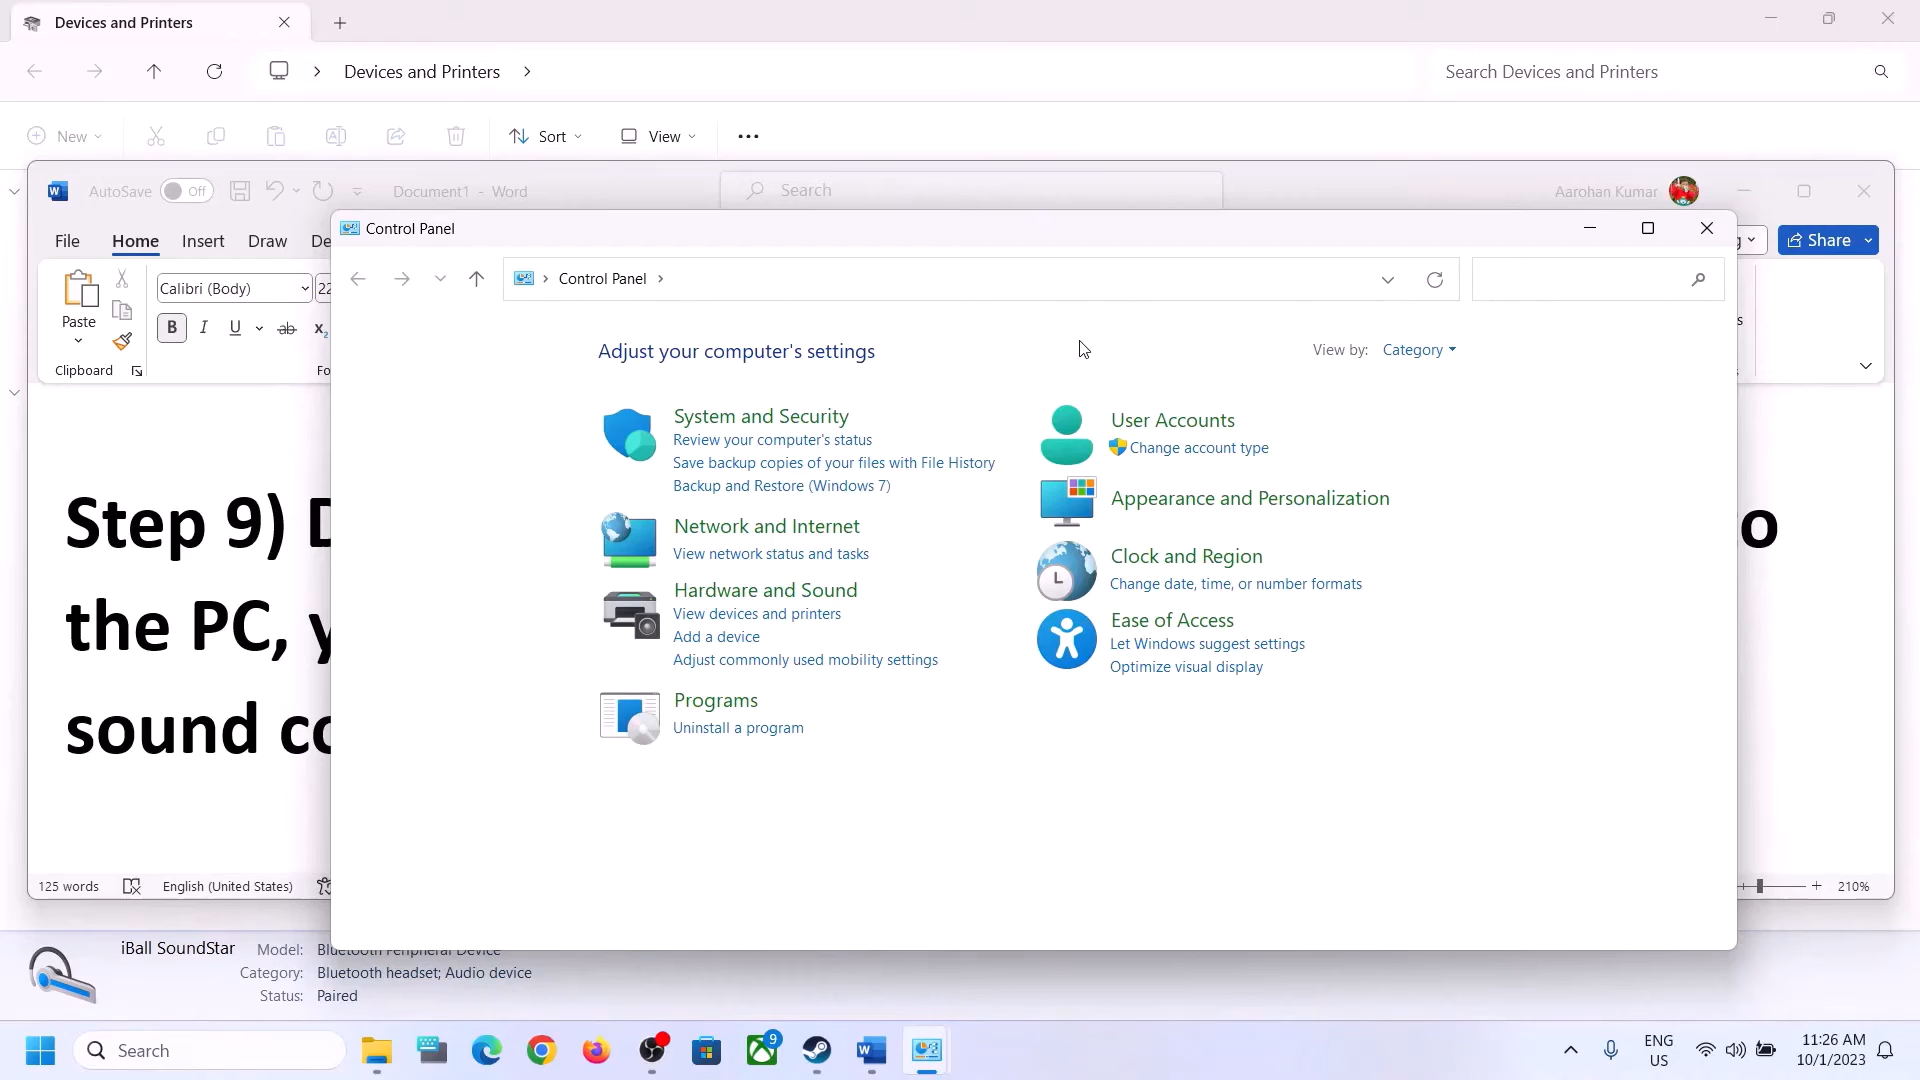 Devices and Printers
Devices and Printers
Search Devices and Printers
New
Sort
View
AutoSave Off
Document1 - Word
Search
Aarohan Kumar
File
Home
Insert
Draw
Share
Control Panel
Control Panel
Paste
Calibri (Body)
22
B
I
U
ab
x₂
Clipboard
Adjust your computer's settings
View by: Category
System and Security
Review your computer's status
Save backup copies of your files with File History
Backup and Restore (Windows 7)
Network and Internet
View network status and tasks
Hardware and Sound
View devices and printers
Add a device
Adjust commonly used mobility settings
Programs
Uninstall a program
User Accounts
Change account type
Appearance and Personalization
Clock and Region
Change date, time, or number formats
Ease of Access
Let Windows suggest settings
Optimize visual display
Step 9)
the PC,
sound
125 words
English (United States)
210%
iBall SoundStar
Model: Bluetooth Peripheral Device
Category: Bluetooth headset; Audio device
Status: Paired
Search
9
ENG
US
11:26 AM
10/1/2023